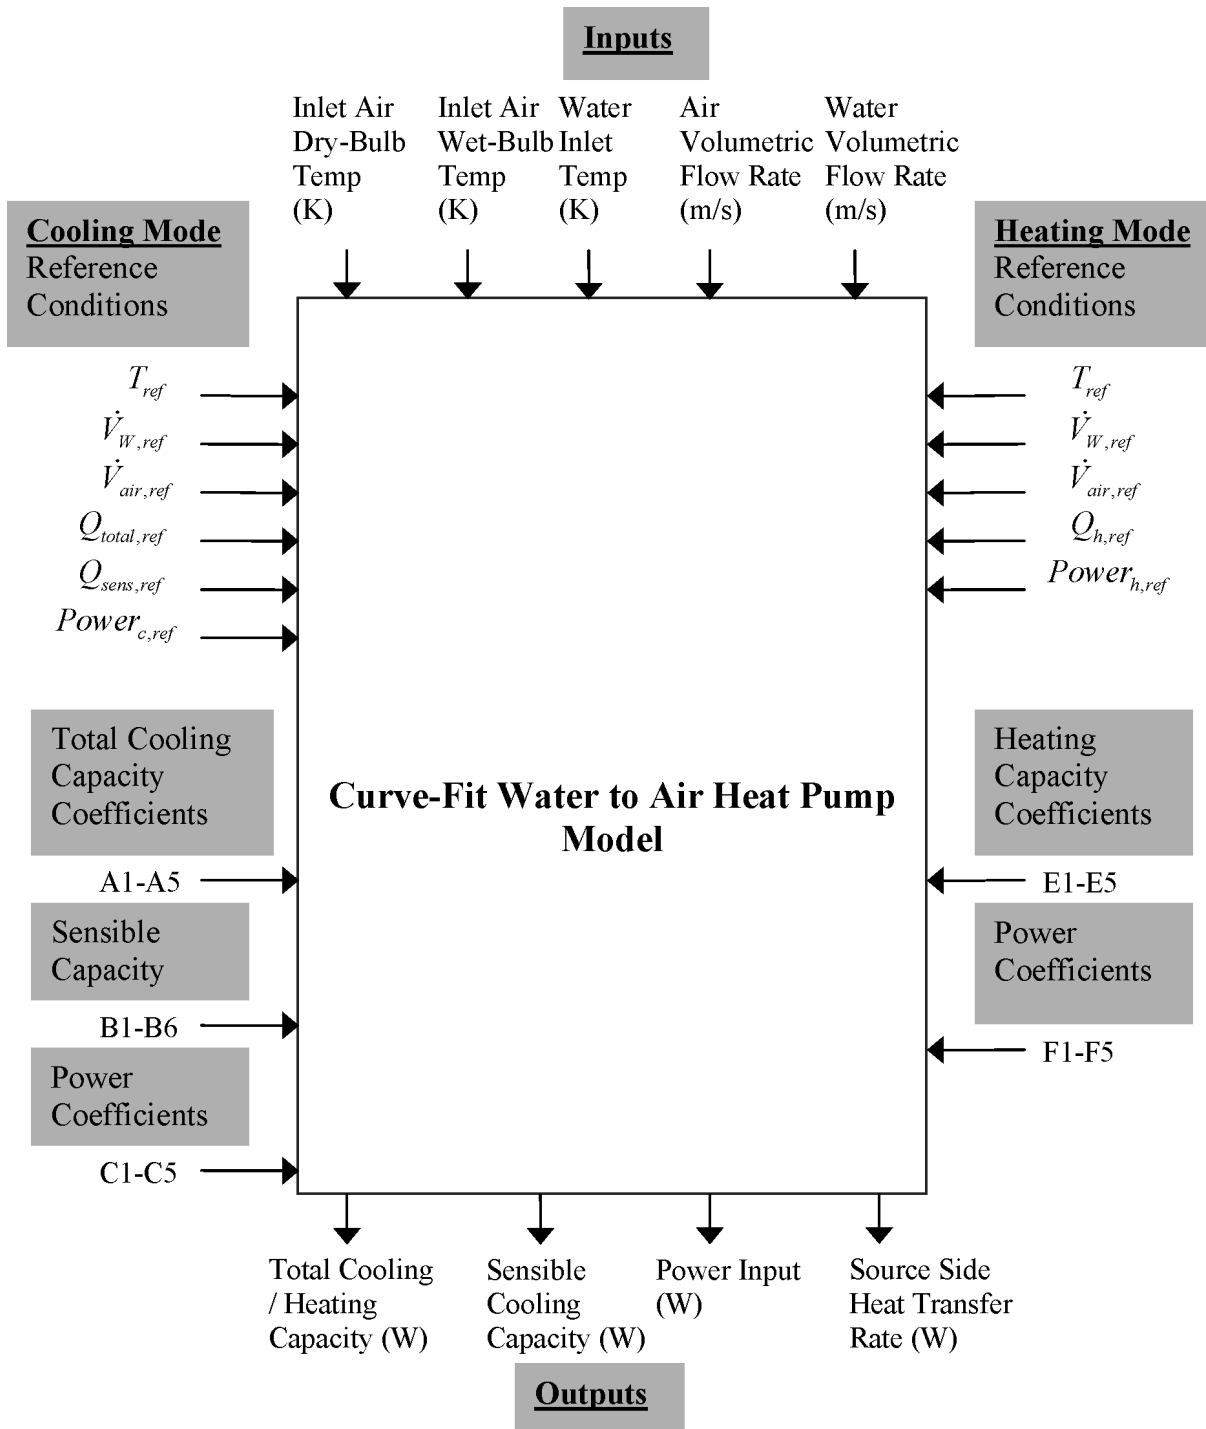 Inputs
Inlet Air
Dry-Bulb
Temp
(K)
Inlet Air
Wet-Bulb
Temp
(K)
Water
Inlet
Temp
(K)
Air
Volumetric
Flow Rate
(m/s)
Water
Volumetric
Flow Rate
(m/s)
Cooling Mode
Reference
Conditions
T_ref
V̇_W,ref
V̇_air,ref
Q_total,ref
Q_sens,ref
Power_c,ref
Total Cooling
Capacity
Coefficients
A1-A5
Sensible
Capacity
B1-B6
Power
Coefficients
C1-C5
Curve-Fit Water to Air Heat Pump
Model
Heating Mode
Reference
Conditions
T_ref
V̇_W,ref
V̇_air,ref
Q_h,ref
Power_h,ref
Heating
Capacity
Coefficients
E1-E5
Power
Coefficients
F1-F5
Total Cooling
/ Heating
Capacity (W)
Sensible
Cooling
Capacity (W)
Power Input
(W)
Source Side
Heat Transfer
Rate (W)
Outputs